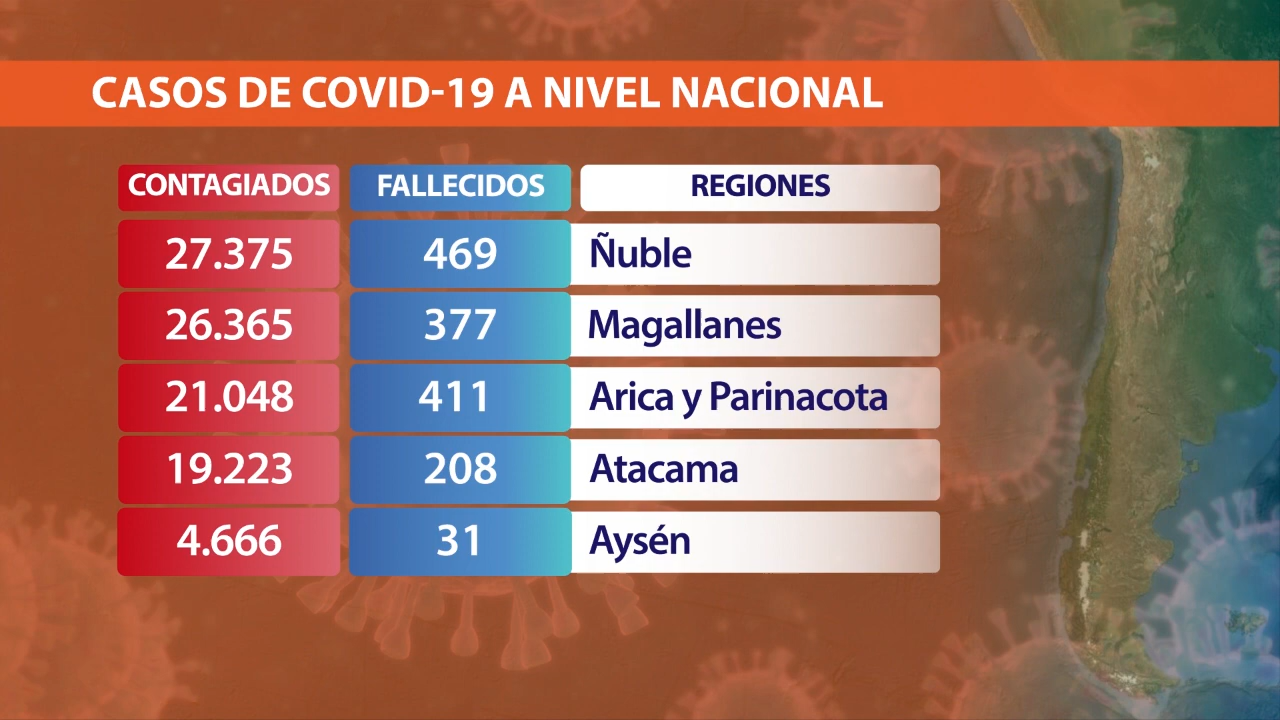 CASOS DE COVID-19 A NIVEL NACIONAL
CONTAGIADOS FALLECIDOS REGIONES
27.375 469 Ñuble
26.365 377 Magallanes
21.048 411 Arica y Parinacota
19.223 208 Atacama
4.666 31 Aysén